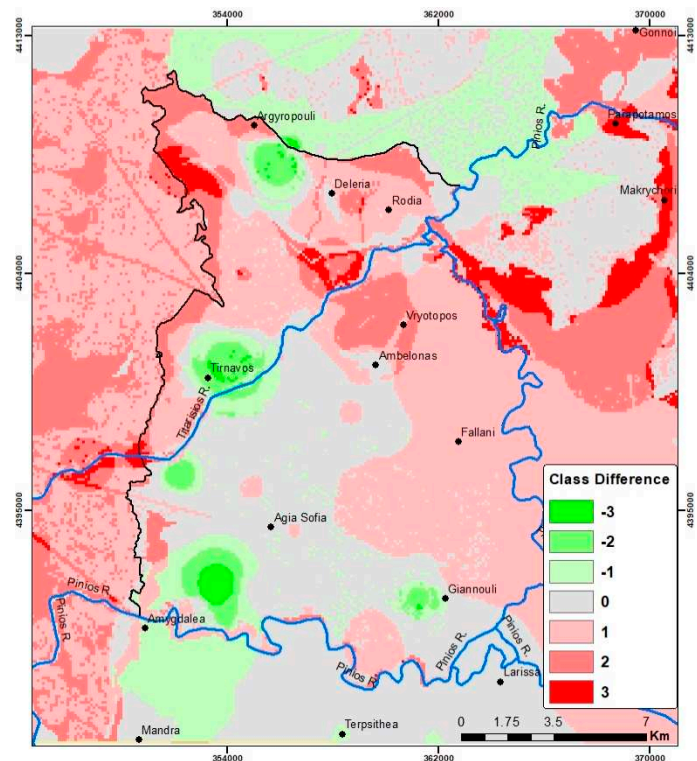 354000 362000 370000
4413000
4413000
Gonnoi
Argyropouli
Pinios R.
Parapotamos
Deleria
Makrychori
Rodia
4404000
4404000
Vryotopos
Ambelonas
Tirnavos
Titarisios R.
Fallani
4395000
4395000
Class Difference
-3
-2
-1
0
1
2
3
Agia Sofia
Pinios R.
Pinios R.
Giannouli
Amygdalea
Pinios R.
Pinios R.
Pinios R.
Larissa
Mandra
Terpsithea
0 1.75 3.5 7
Km
354000 362000 370000